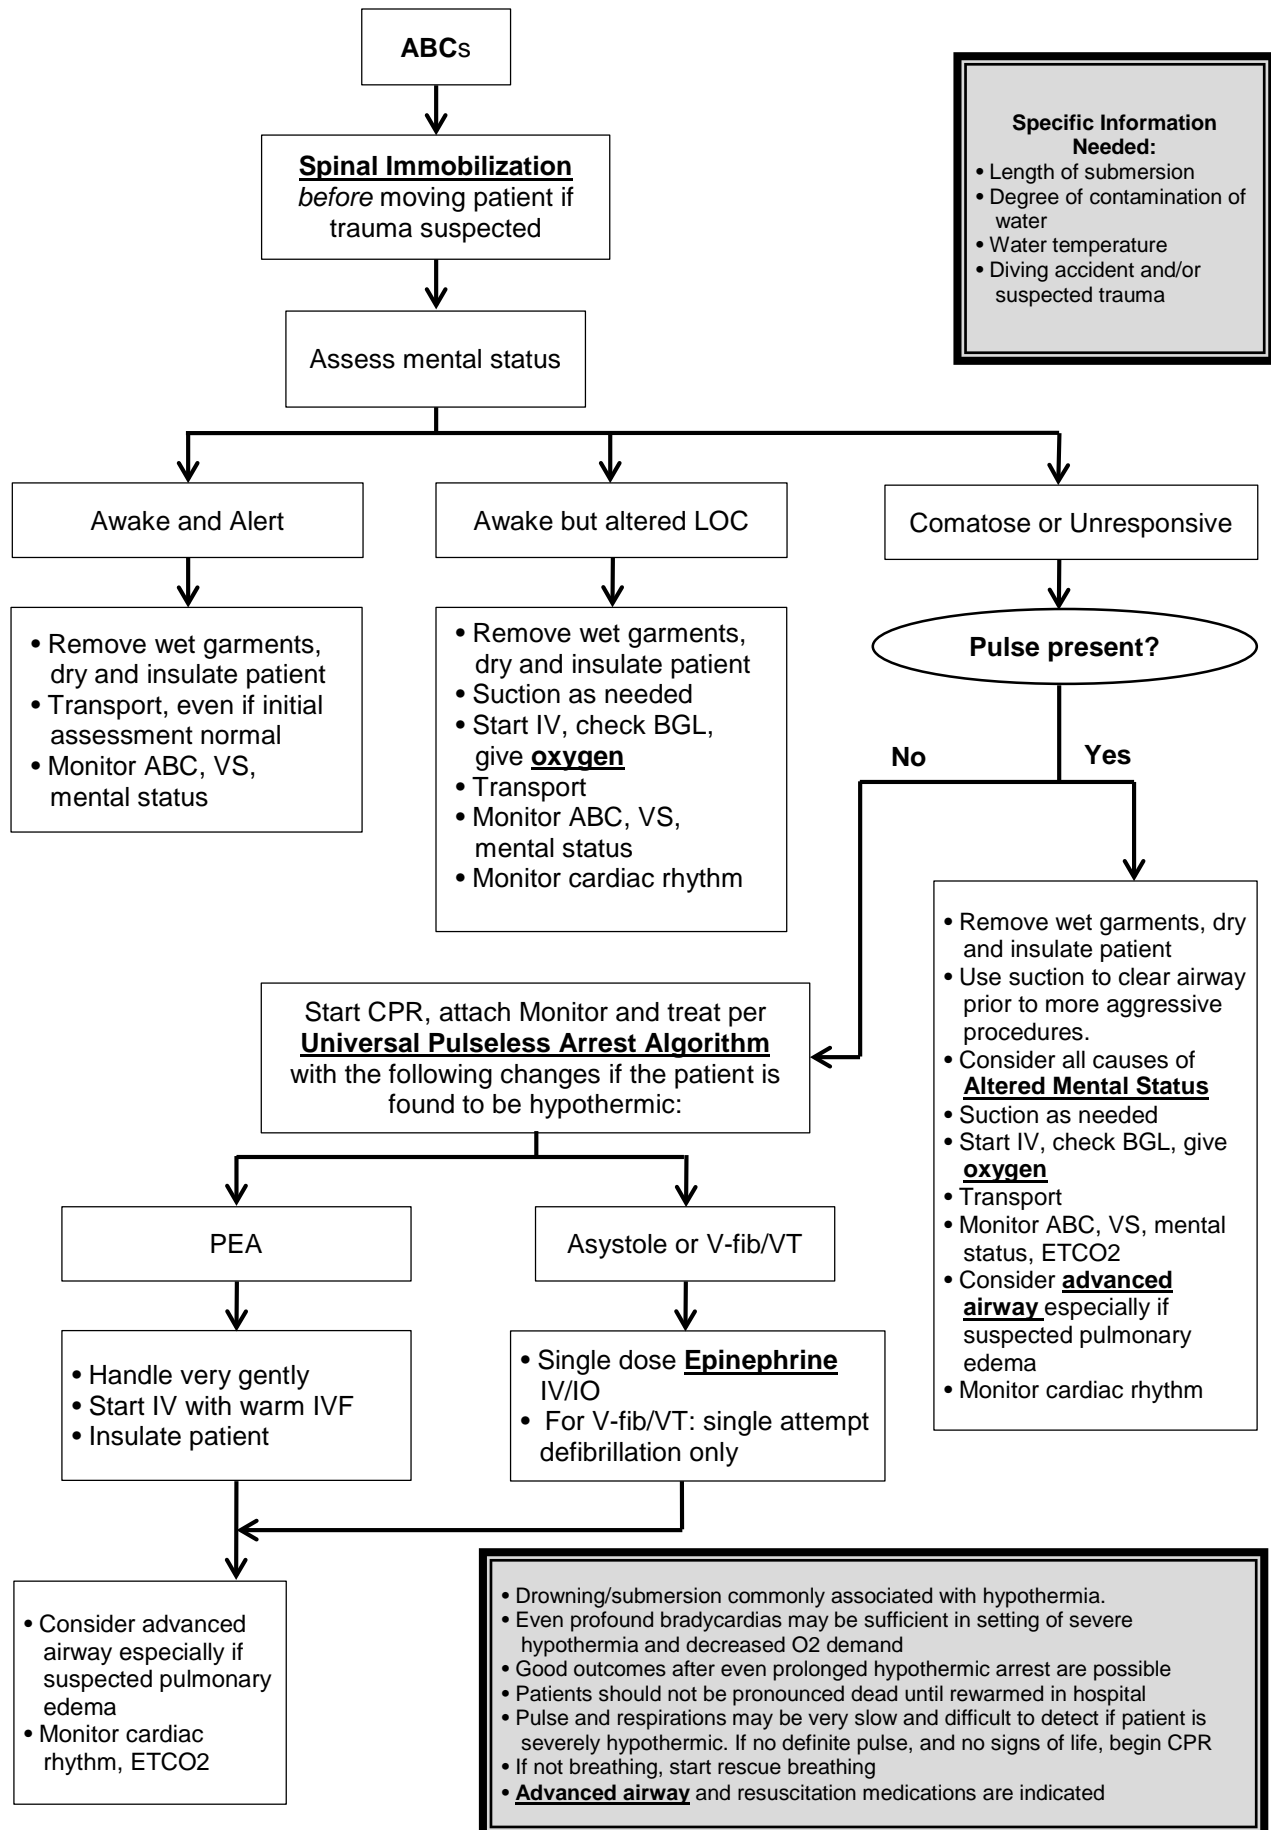 ABCs
Specific Information
Needed:
• Length of submersion
• Degree of contamination of
water
• Water temperature
• Diving accident and/or
suspected trauma
Spinal Immobilization
before moving patient if
trauma suspected
Assess mental status
Awake and Alert
Awake but altered LOC
Comatose or Unresponsive
• Remove wet garments,
dry and insulate patient
• Transport, even if initial
assessment normal
• Monitor ABC, VS,
mental status
• Remove wet garments,
dry and insulate patient
• Suction as needed
• Start IV, check BGL,
give oxygen
• Transport
• Monitor ABC, VS,
mental status
• Monitor cardiac rhythm
Pulse present?
No
Yes
• Remove wet garments, dry
and insulate patient
• Use suction to clear airway
prior to more aggressive
procedures.
• Consider all causes of
Altered Mental Status
• Suction as needed
• Start IV, check BGL, give
oxygen
• Transport
• Monitor ABC, VS, mental
status, ETCO2
• Consider advanced
airway especially if
suspected pulmonary
edema
• Monitor cardiac rhythm
Start CPR, attach Monitor and treat per
Universal Pulseless Arrest Algorithm
with the following changes if the patient is
found to be hypothermic:
PEA
Asystole or V-fib/VT
• Handle very gently
• Start IV with warm IVF
• Insulate patient
• Single dose Epinephrine
IV/IO
• For V-fib/VT: single attempt
defibrillation only
• Consider advanced
airway especially if
suspected pulmonary
edema
• Monitor cardiac
rhythm, ETCO2
• Drowning/submersion commonly associated with hypothermia.
• Even profound bradycardias may be sufficient in setting of severe
hypothermia and decreased O2 demand
• Good outcomes after even prolonged hypothermic arrest are possible
• Patients should not be pronounced dead until rewarmed in hospital
• Pulse and respirations may be very slow and difficult to detect if patient is
severely hypothermic. If no definite pulse, and no signs of life, begin CPR
• If not breathing, start rescue breathing
• Advanced airway and resuscitation medications are indicated